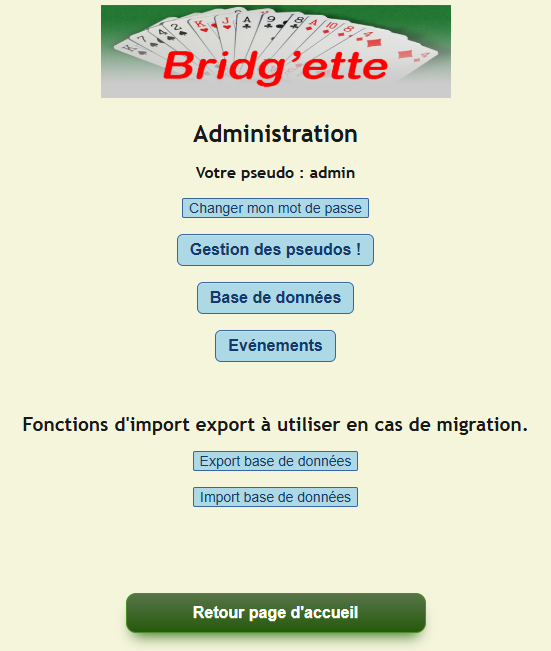 Bridg'ette
Administration
Votre pseudo : admin
Changer mon mot de passe
Gestion des pseudos !
Base de données
Evénements
Fonctions d'import export à utiliser en cas de migration.
Export base de données
Import base de données
Retour page d'accueil